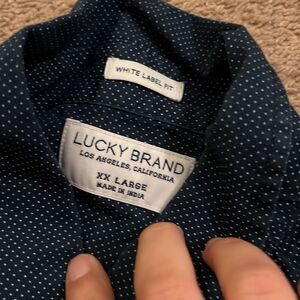 WHITE LABEL FIT
LUCKY BRAND
LOS ANGELES, CALIFORNIA
XX LARGE
MADE IN INDIA